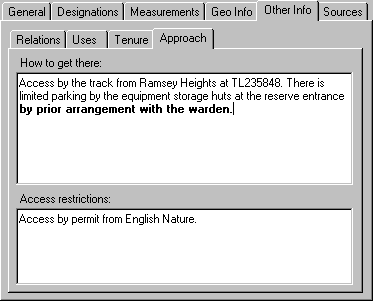 General Designations Measurements Geo Info Other Info Sources
Relations Uses Tenure Approach
How to get there:
Access by the track from Ramsey Heights at TL235848. There is
limited parking by the equipment storage huts at the reserve entrance
by prior arrangement with the warden.
Access restrictions:
Access by permit from English Nature.